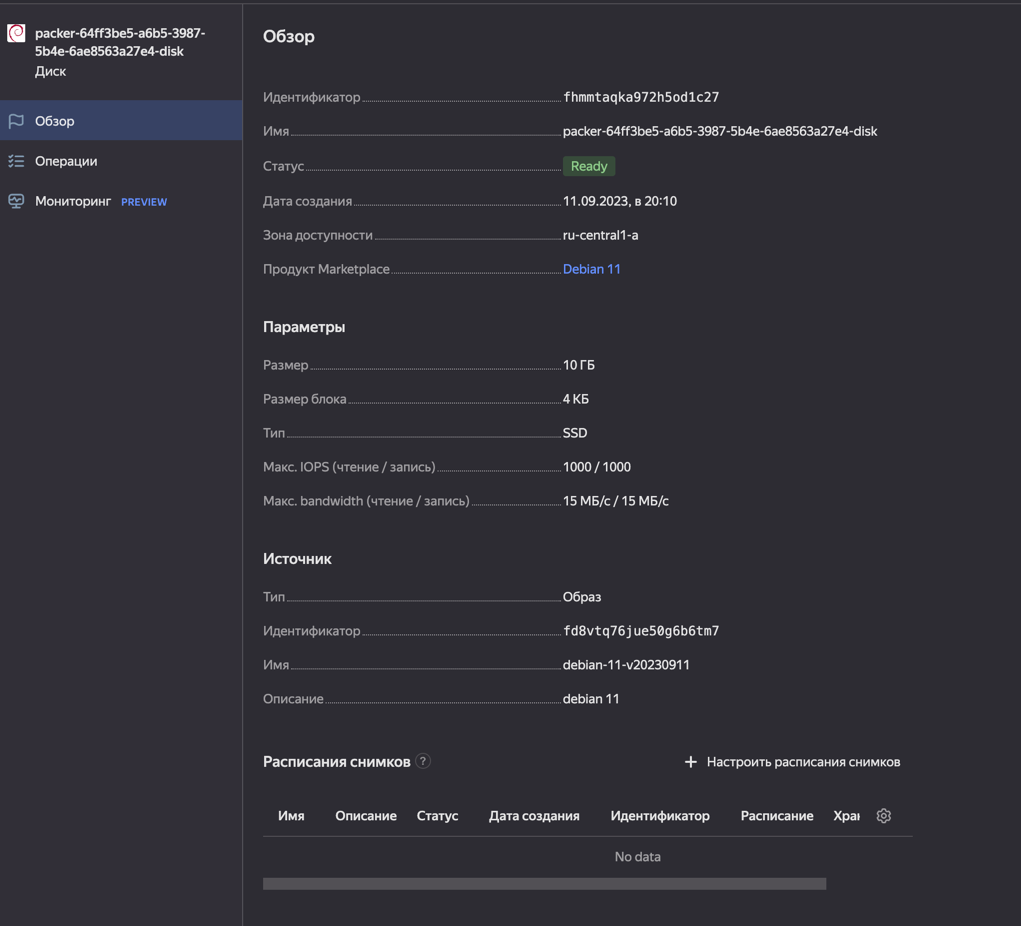 packer-64ff3be5-a6b5-3987-
5b4e-6ae8563a27e4-disk
Диск
Обзор
Операции
Мониторинг PREVIEW
Обзор
Идентификатор fhmmtaqka972h5od1c27
Имя packer-64ff3be5-a6b5-3987-5b4e-6ae8563a27e4-disk
Статус Ready
Дата создания 11.09.2023, в 20:10
Зона доступности ru-central1-a
Продукт Marketplace Debian 11
Параметры
Размер 10 ГБ
Размер блока 4 КБ
Тип SSD
Макс. IOPS (чтение / запись) 1000 / 1000
Макс. bandwidth (чтение / запись) 15 МБ/с / 15 МБ/с
Источник
Тип Образ
Идентификатор fd8vtq76jue50g6b6tm7
Имя debian-11-v20230911
Описание debian 11
Расписания снимков ? + Настроить расписания снимков
Имя Описание Статус Дата создания Идентификатор Расписание Хран
No data